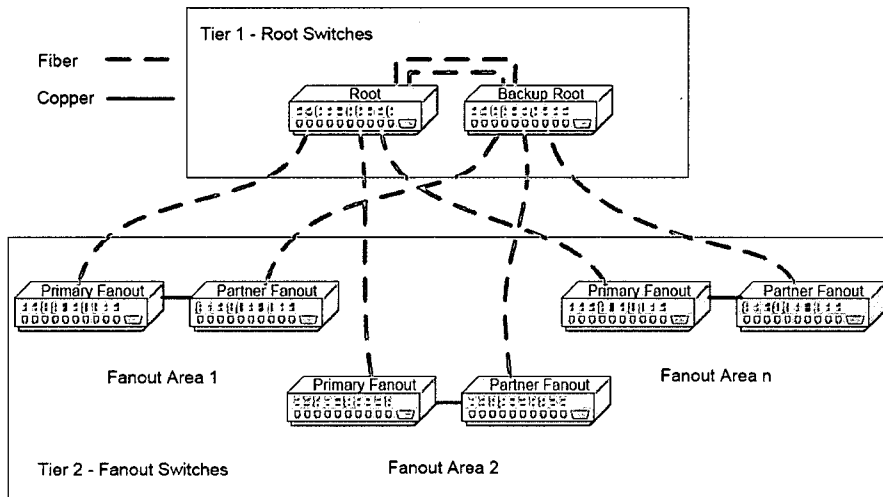 Tier 1 - Root Switches
Fiber
Copper
Root
Backup Root
Primary Fanout
Partner Fanout
Primary Fanout
Partner Fanout
Fanout Area 1
Primary Fanout
Partner Fanout
Fanout Area n
Tier 2 - Fanout Switches
Fanout Area 2